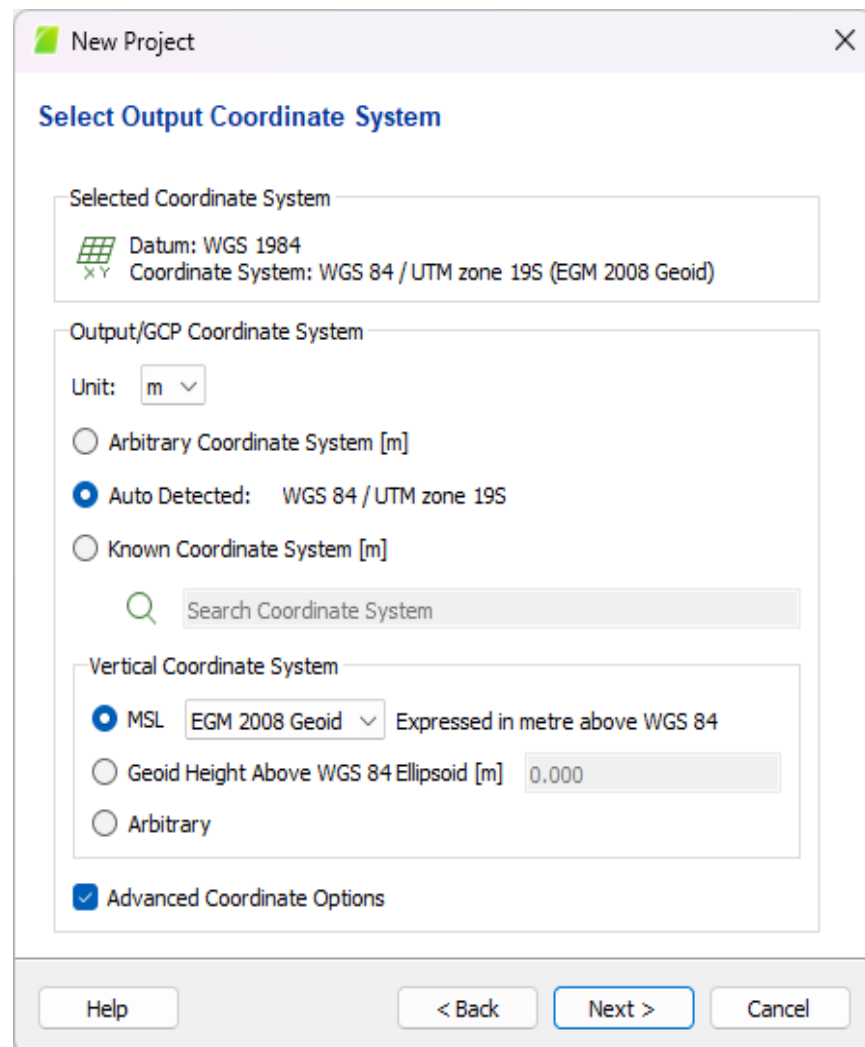 New Project
Select Output Coordinate System
Selected Coordinate System
Datum: WGS 1984
Coordinate System: WGS 84 / UTM zone 19S (EGM 2008 Geoid)
X Y
Output/GCP Coordinate System
Unit: m
Arbitrary Coordinate System [m]
Auto Detected: WGS 84 / UTM zone 19S
Known Coordinate System [m]
Search Coordinate System
Vertical Coordinate System
MSL EGM 2008 Geoid Expressed in metre above WGS 84
Geoid Height Above WGS 84 Ellipsoid [m] 0.000
Arbitrary
Advanced Coordinate Options
Help < Back Next > Cancel